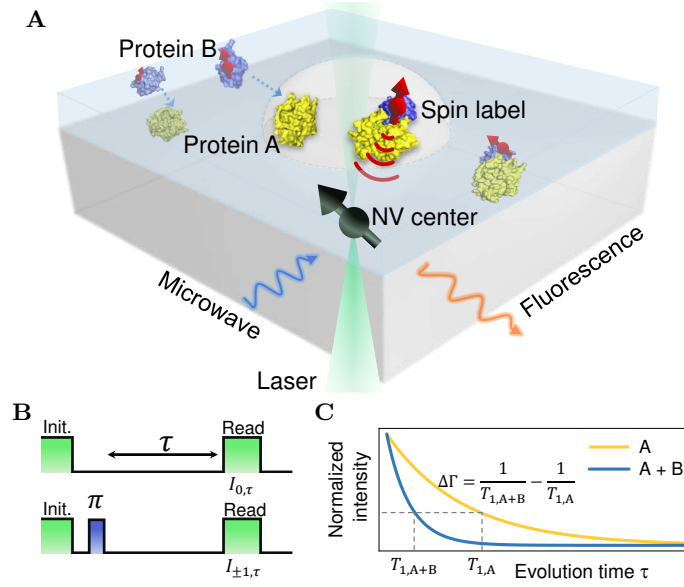 A
Protein B
Protein A
Spin label
NV center
Microwave
Fluorescence
Laser
B
Init.
Read
τ
I₀,τ
Init.
π
Read
I±₁,τ
C
Normalized intensity
A
A + B
ΔΓ = 1/T₁,A+B − 1/T₁,A
T₁,A+B
T₁,A
Evolution time τ